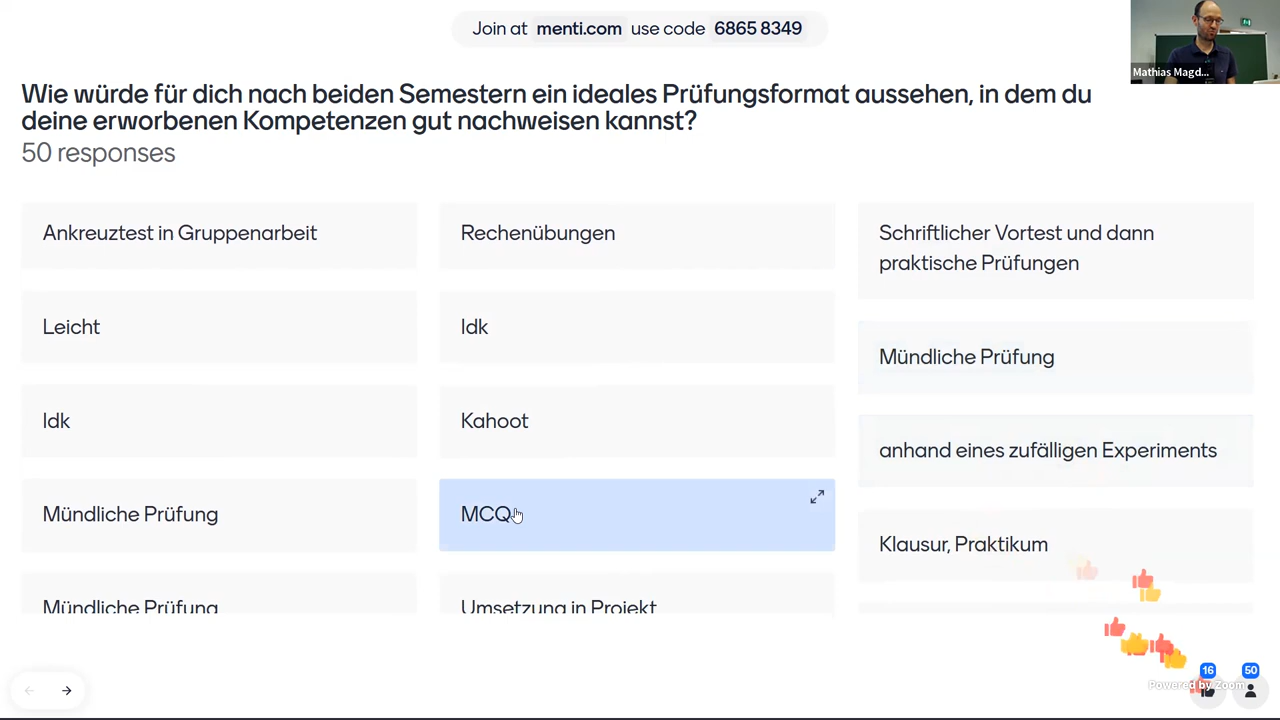 Join at menti.com use code 6865 8349
Mathias Magd...
Wie würde für dich nach beiden Semestern ein ideales Prüfungsformat aussehen, in dem du
deine erworbenen Kompetenzen gut nachweisen kannst?
50 responses
Ankreuztest in Gruppenarbeit
Leicht
Idk
Mündliche Prüfung
Mündliche Prüfung
Rechenübungen
Idk
Kahoot
MCQ
Umsetzung in Projekt
Schriftlicher Vortest und dann
praktische Prüfungen
Mündliche Prüfung
anhand eines zufälligen Experiments
Klausur, Praktikum
16
50
Powered by Zoom